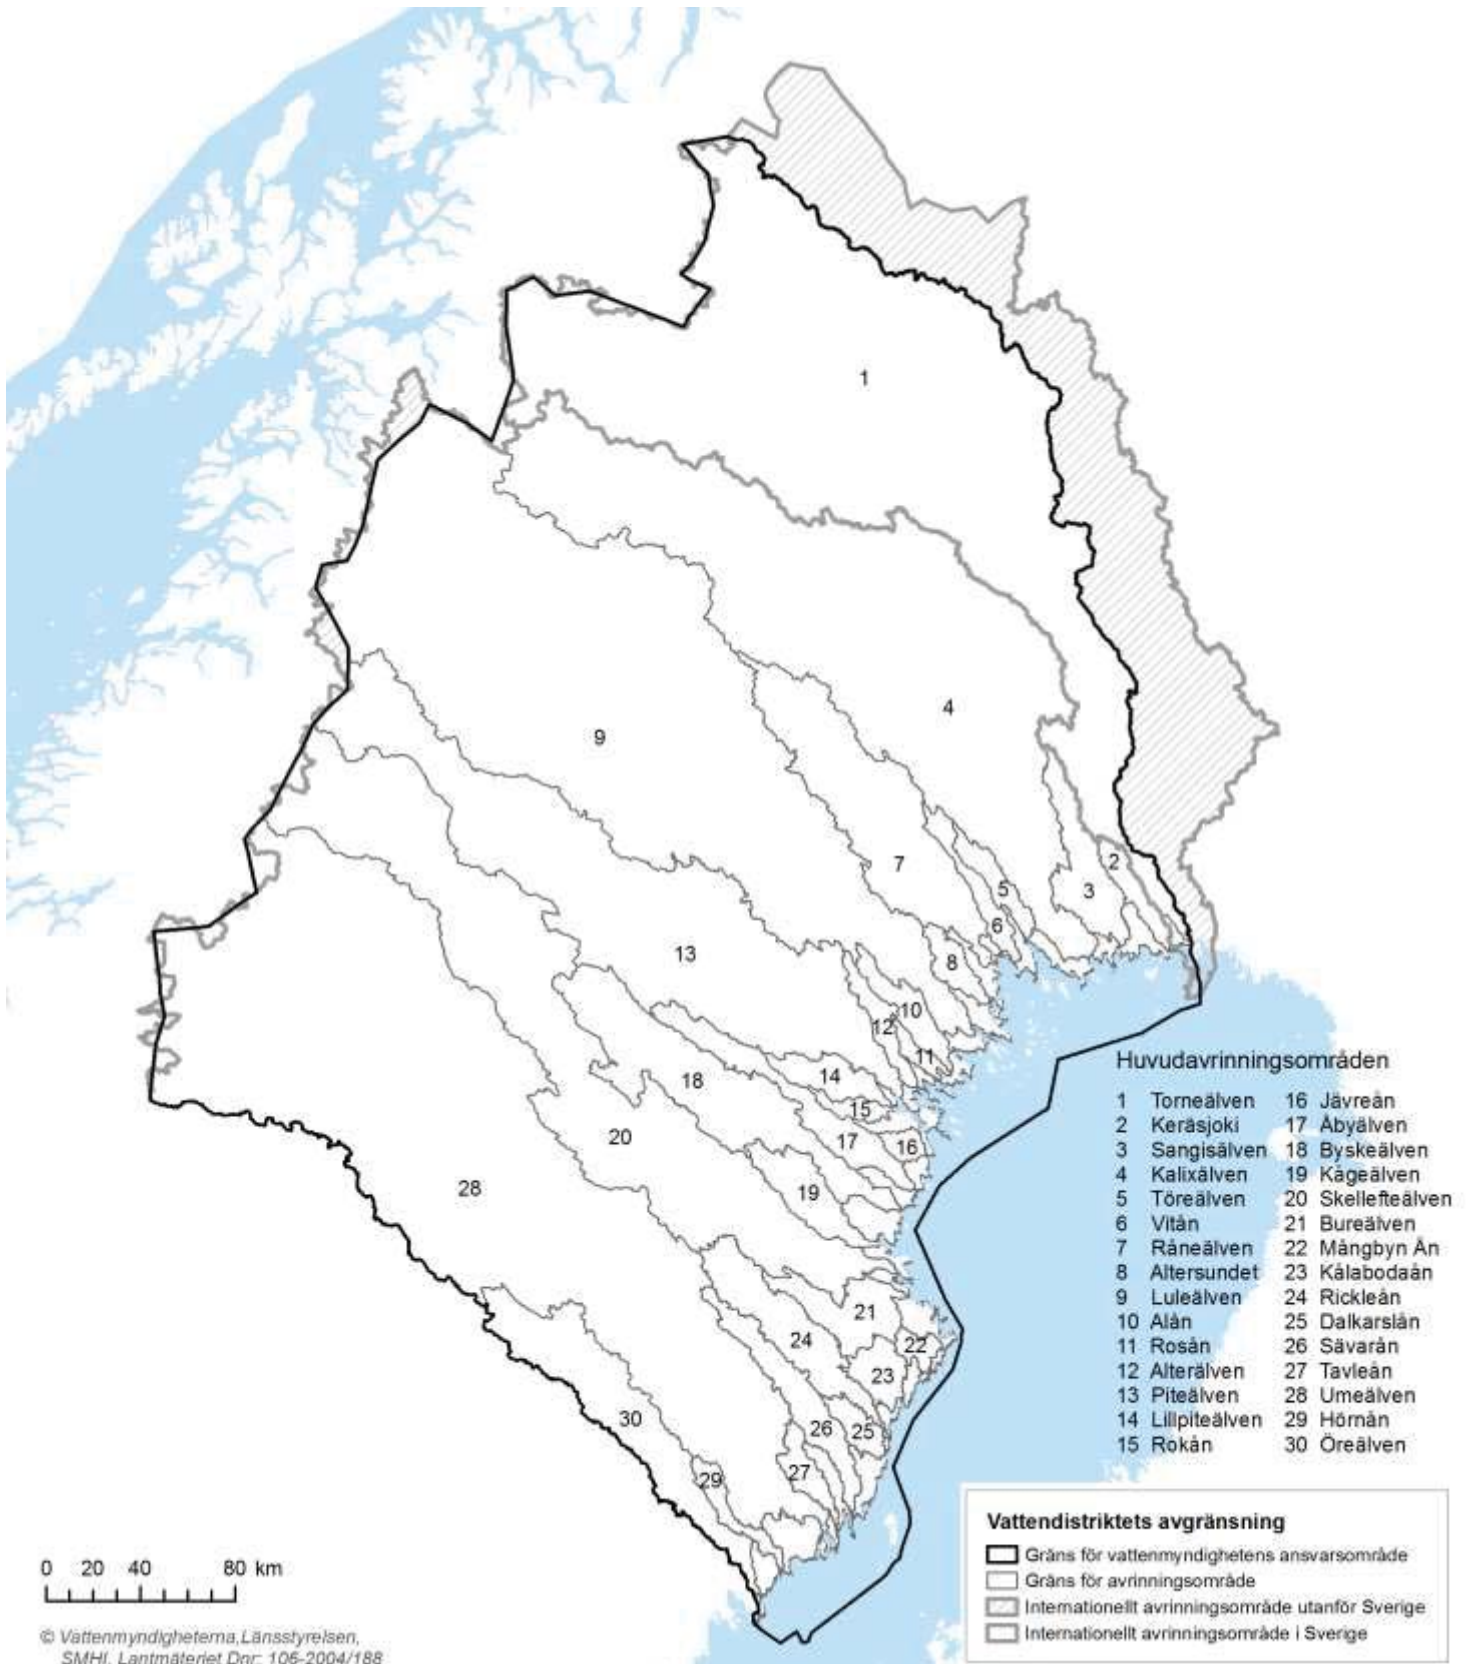 1
4
9
7
2
5
3
6
8
13
10
12
11
14
18
15
17
16
20
28
19
21
24
22
23
30
26
25
27
29
Huvudavrinningsområden
1 Torneälven
2 Keräsjoki
3 Sangisälven
4 Kalixälven
5 Töreälven
6 Vitån
7 Råneälven
8 Altersundet
9 Luleälven
10 Alån
11 Rosån
12 Alterälven
13 Piteälven
14 Lillpiteälven
15 Rokån
16 Jävreån
17 Åbyälven
18 Byskeälven
19 Kågeälven
20 Skellefteälven
21 Bureälven
22 Mångbyn Ån
23 Kålabodaån
24 Rickleån
25 Dalkarslån
26 Sävarån
27 Tavleån
28 Umeälven
29 Hörnån
30 Öreälven
Vattendistriktets avgränsning
Gräns för vattenmyndighetens ansvarsområde
Gräns för avrinningsområde
Internationellt avrinningsområde utanför Sverige
Internationellt avrinningsområde i Sverige
0 20 40 80 km
© Vattenmyndigheterna,Länsstyrelsen,
SMHI, Lantmäteriet Dnr: 106-2004/188